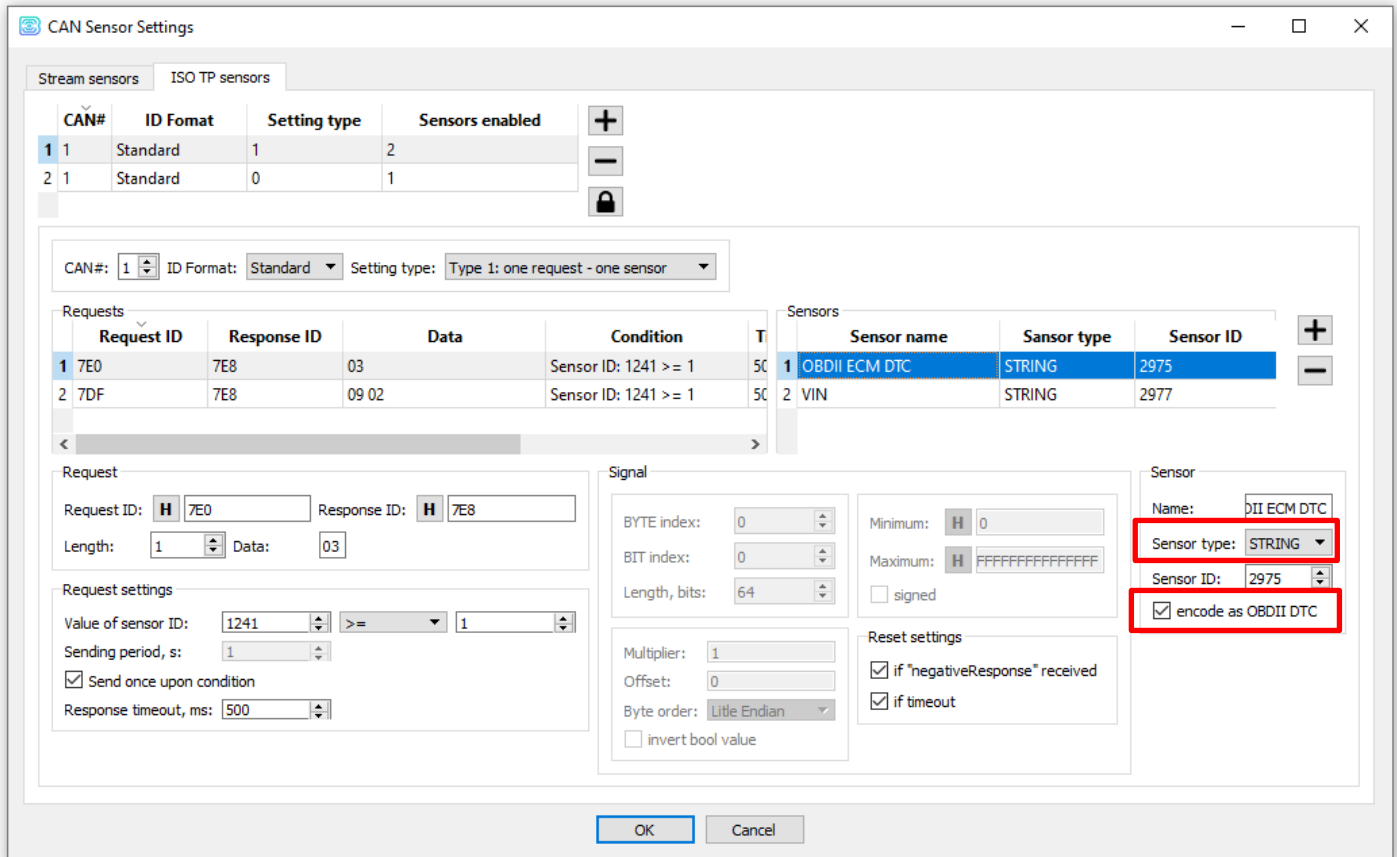 CAN Sensor Settings
Stream sensors ISO TP sensors
CAN# ID Fomat Setting type Sensors enabled
1 1 Standard 1 2
2 1 Standard 0 1
CAN#: 1 ID Format: Standard Setting type: Type 1: one request - one sensor
Requests
Request ID Response ID Data Condition Ti
1 7E0 7E8 03 Sensor ID: 1241 >= 1 50
2 7DF 7E8 09 02 Sensor ID: 1241 >= 1 50
Sensors
Sensor name Sansor type Sensor ID
1 OBDII ECM DTC STRING 2975
2 VIN STRING 2977
Request
Request ID: H 7E0 Response ID: H 7E8
Length: 1 Data: 03
Request settings
Value of sensor ID: 1241 >= 1
Sending period, s: 1
Send once upon condition
Response timeout, ms: 500
Signal
BYTE index: 0
BIT index: 0
Length, bits: 64
Minimum: H 0
Maximum: H FFFFFFFFFFFFFFF
signed
Multiplier: 1
Offset: 0
Byte order: Litle Endian
invert bool value
Reset settings
if "negativeResponse" received
if timeout
Sensor
Name: DII ECM DTC
Sensor type: STRING
Sensor ID: 2975
encode as OBDII DTC
OK Cancel